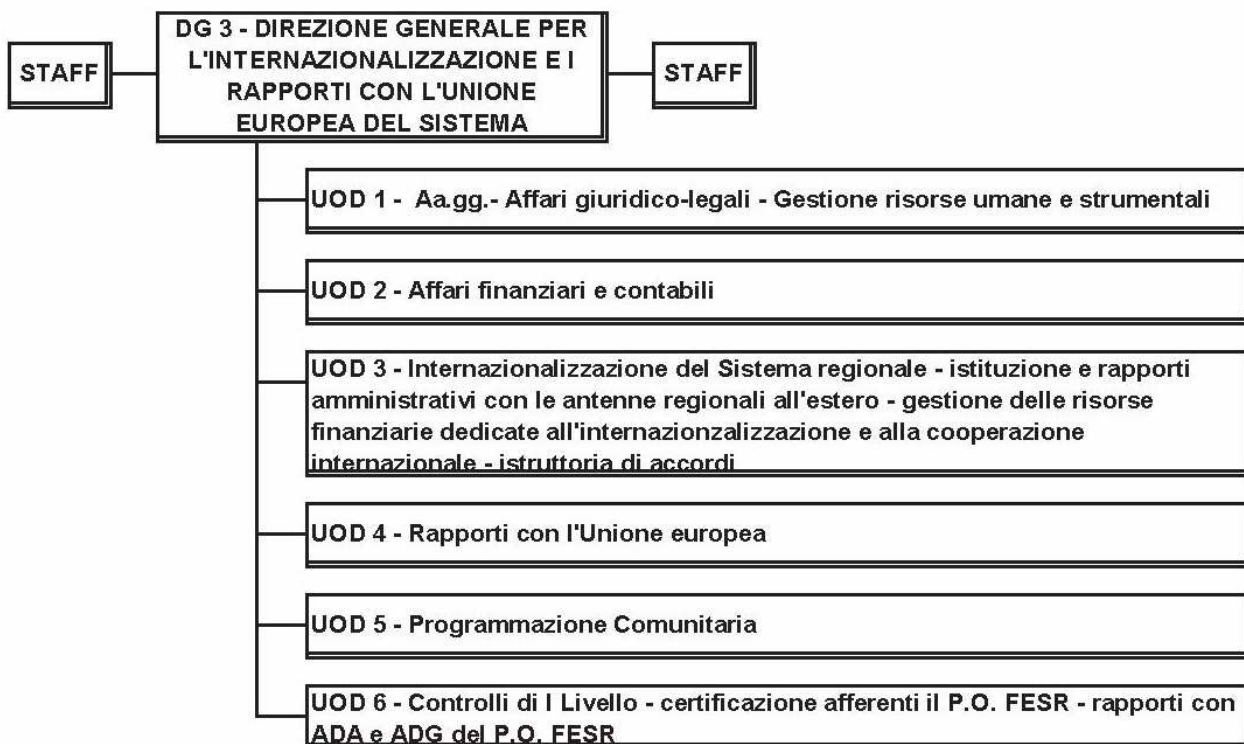 DG 3 - DIREZIONE GENERALE PER
L'INTERNAZIONALIZZAZIONE E I
RAPPORTI CON L'UNIONE
EUROPEA DEL SISTEMA
STAFF
STAFF
UOD 1 - Aa.gg.- Affari giuridico-legali - Gestione risorse umane e strumentali
UOD 2 - Affari finanziari e contabili
UOD 3 - Internazionalizzazione del Sistema regionale - istituzione e rapporti
amministrativi con le antenne regionali all'estero - gestione delle risorse
finanziarie dedicate all'internazionzalizzazione e alla cooperazione
internazionale - istruttoria di accordi
UOD 4 - Rapporti con l'Unione europea
UOD 5 - Programmazione Comunitaria
UOD 6 - Controlli di I Livello - certificazione afferenti il P.O. FESR - rapporti con
ADA e ADG del P.O. FESR